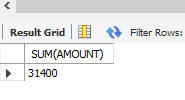 Result Grid Filter Rows:
SUM(AMOUNT)
31400